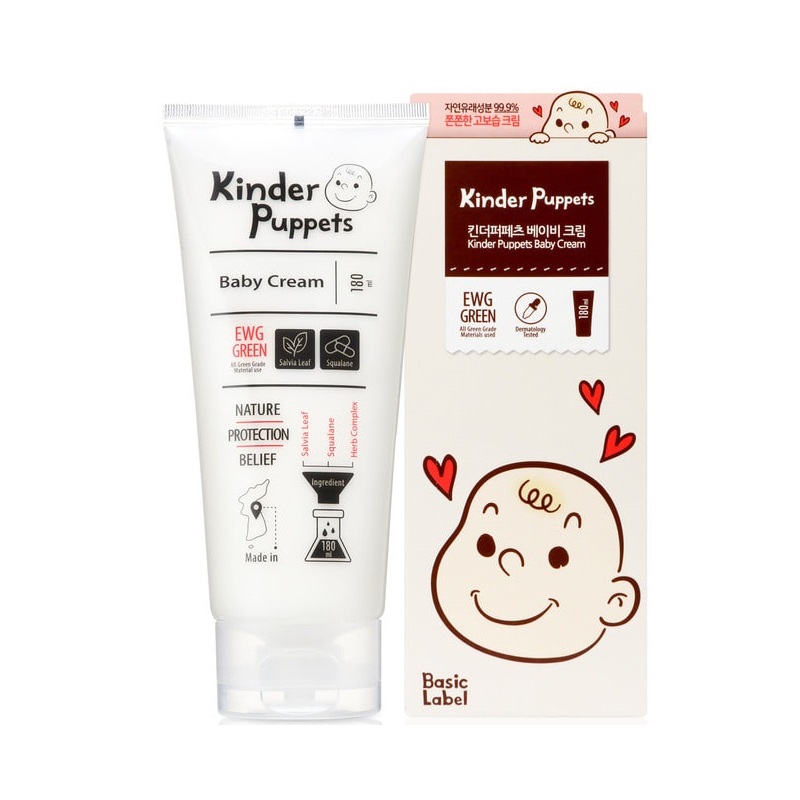 Kinder
Puppets
Baby Cream
180
ml
EWG
GREEN
All Green Grade
Material use
Salvia Leaf
Squalane
NATURE
PROTECTION
BELIEF
Salvia Leaf
Squalane
Herb Complex
Ingredient
180
ml
Made in
자연유래성분 99.9%
쫀쫀한 고보습 크림
Kinder Puppets
킨더퍼페츠 베이비 크림
Kinder Puppets Baby Cream
EWG
GREEN
All Green Grade
Materials used
Dermatology
Tested
180ml
Basic
Label